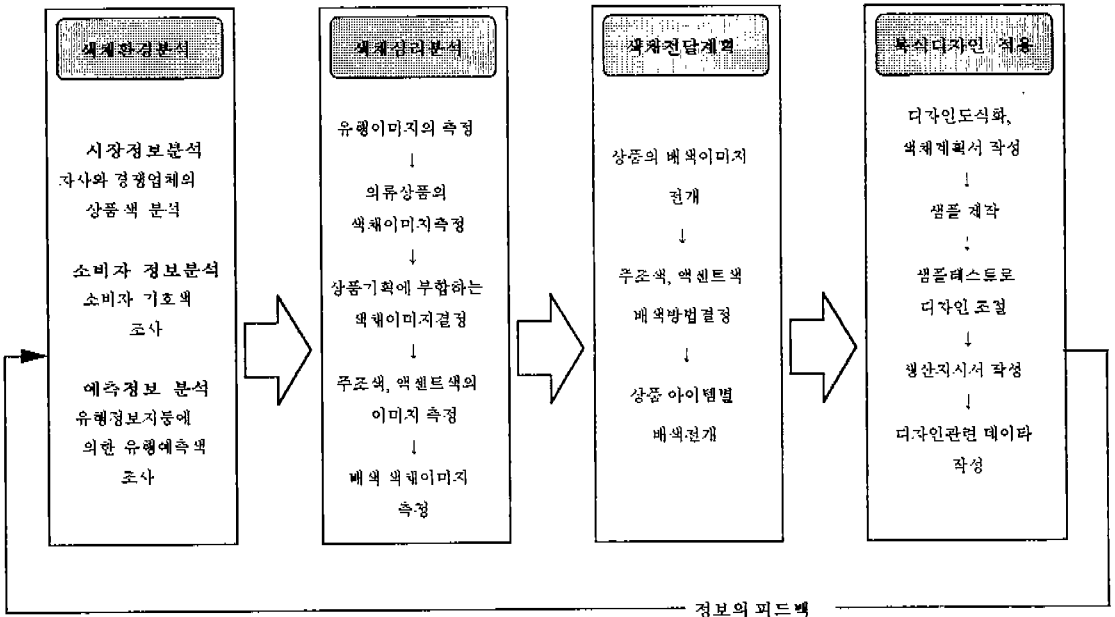 색채환경분석
시장정보분석
자사와 경쟁업체의
상품색 분석
소비자 정보분석
소비자 기호색
조사
예측정보 분석
유행정보지등에
의한 유행예측색
조사
색채심리분석
유행이미지의 측정
↓
의류상품의
색채이미지측정
↓
상품기획에 부합하는
색채이미지결정
↓
주조색, 액센트색의
이미지 측정
↓
배색 색채이미지
측정
색채전달계획
상품의 배색이미지
전개
↓
주조색, 액센트색
배색방법결정
↓
상품 아이템별
배색전개
복식디자인 적용
디자인도식화,
색채계획서 작성
↓
샘플 제작
↓
샘플테스트로
디자인 조절
↓
생산지시서 작성
↓
디자인관련 데이타
작성
정보의 피드백